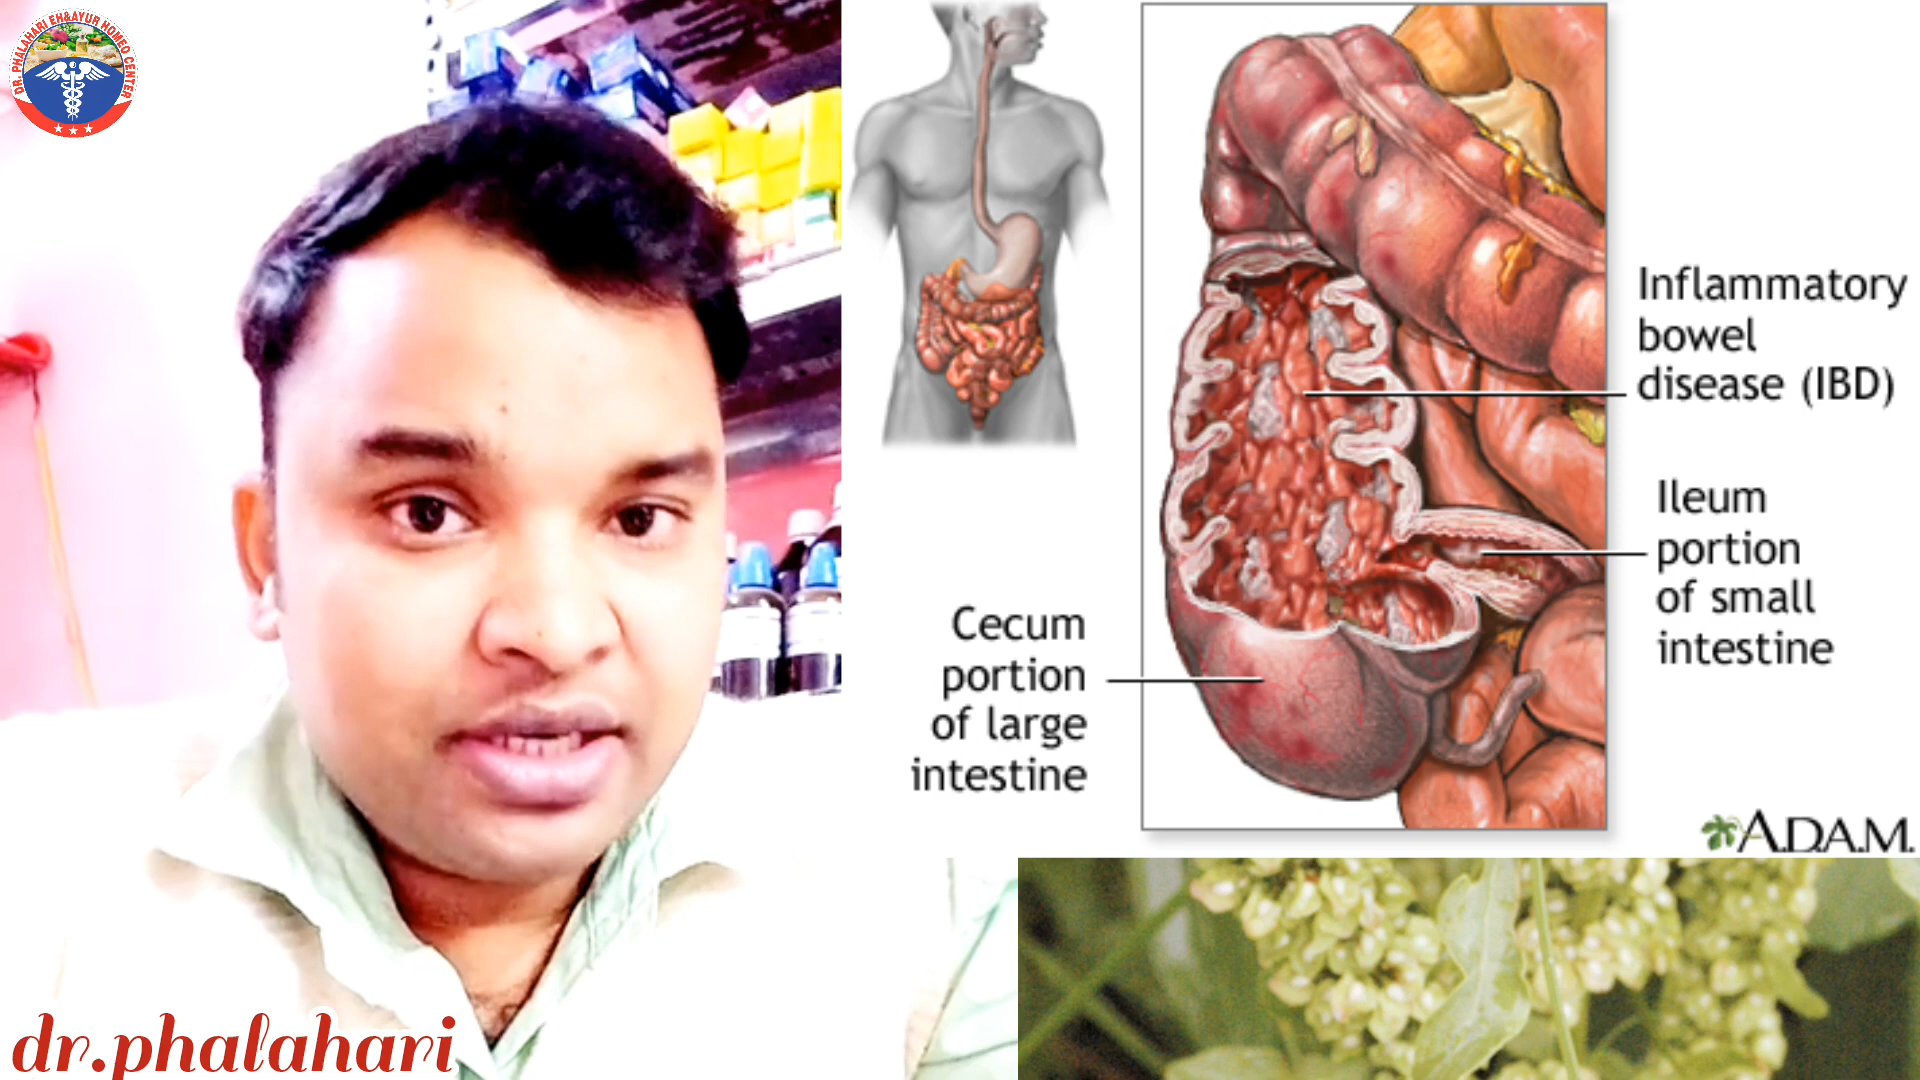 DR. PHALAHARI EH&AYUR HOMEO CENTER
Inflammatory
bowel
disease (IBD)
Ileum
portion
of small
intestine
Cecum
portion
of large
intestine
A.D.A.M.
dr.phalahari